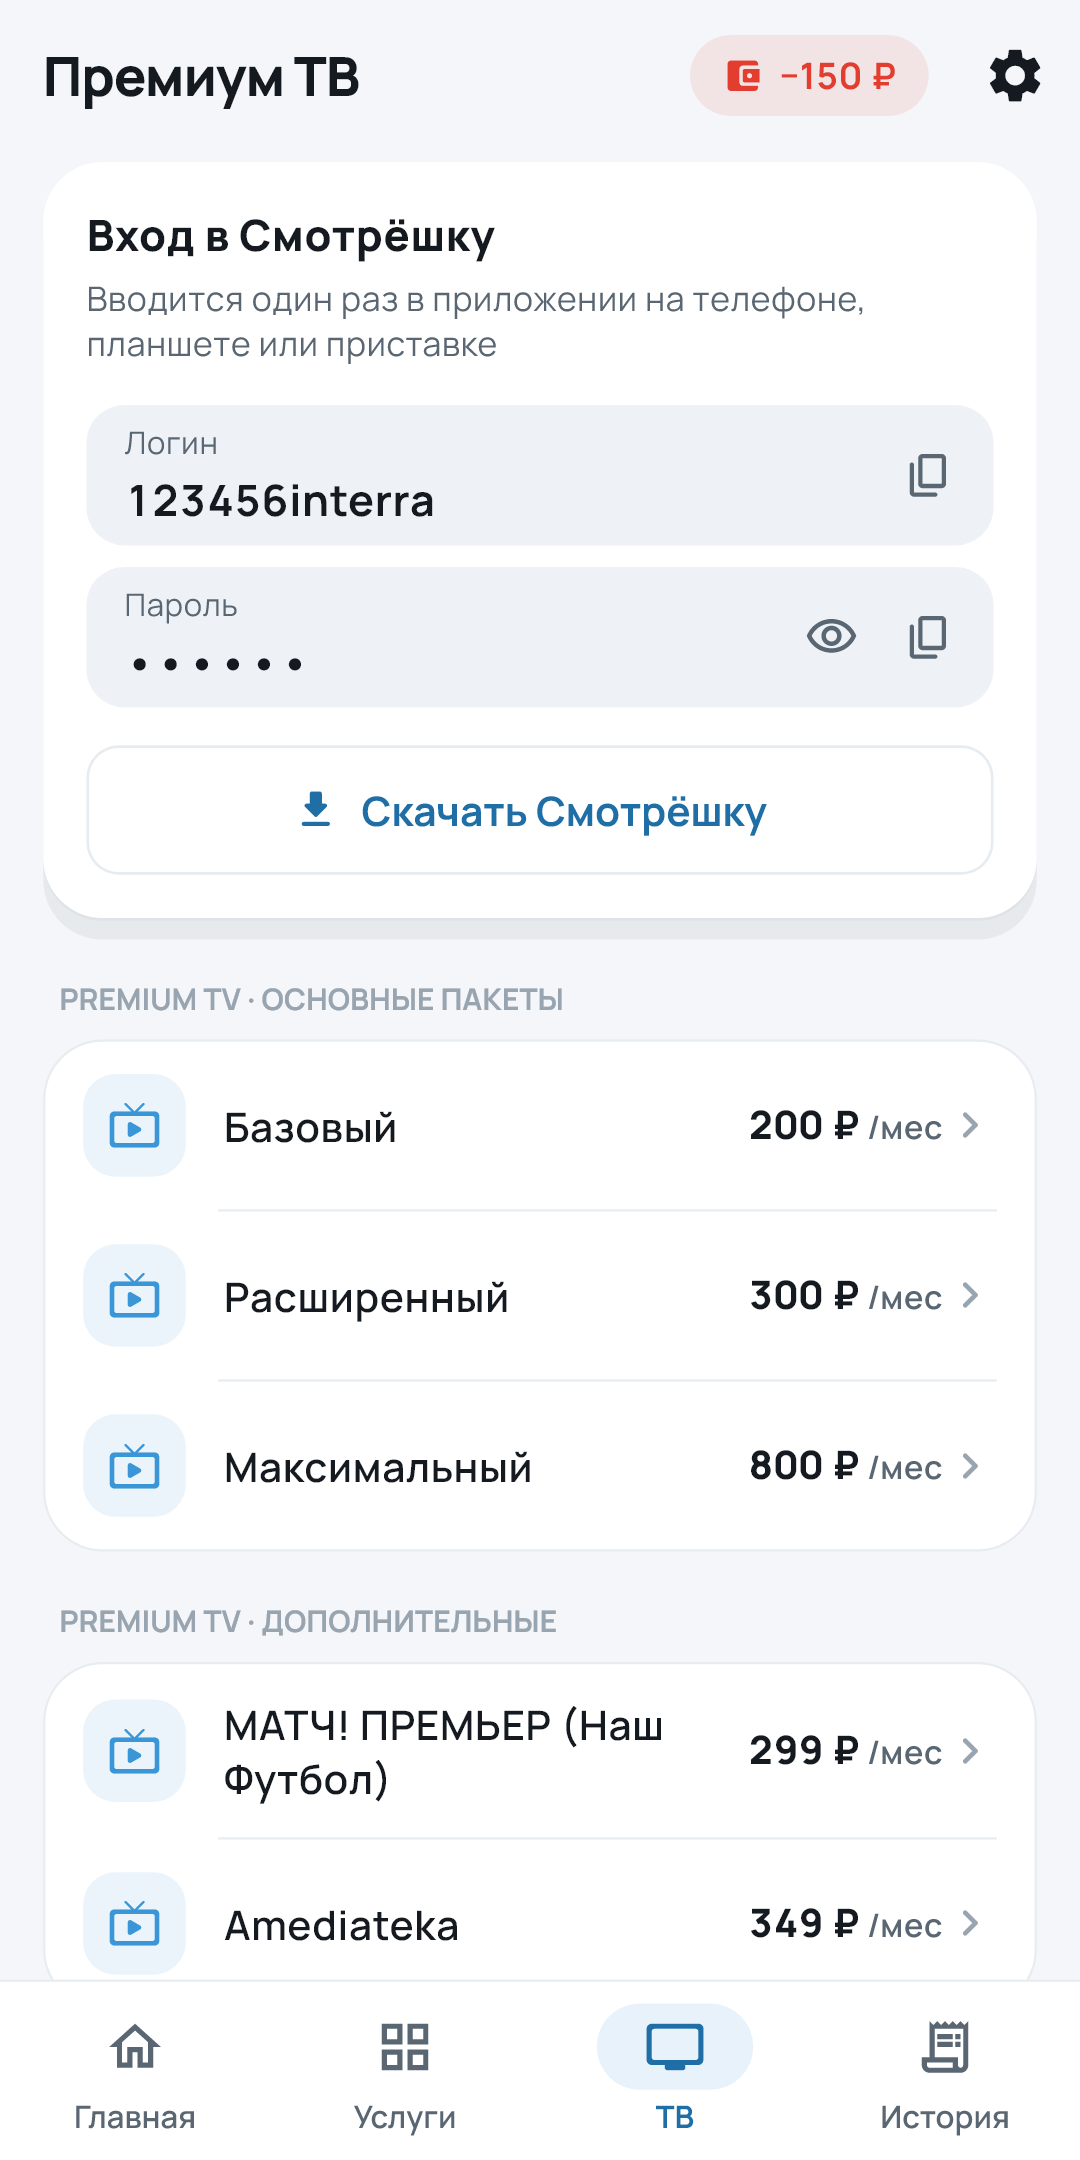 Премиум ТВ
−150 ₽
Вход в Смотрёшку
Вводится один раз в приложении на телефоне,
планшете или приставке
Логин
123456interra
Пароль
••••••
Скачать Смотрёшку
PREMIUM TV · ОСНОВНЫЕ ПАКЕТЫ
Базовый 200 ₽ /мес
Расширенный 300 ₽ /мес
Максимальный 800 ₽ /мес
PREMIUM TV · ДОПОЛНИТЕЛЬНЫЕ
МАТЧ! ПРЕМЬЕР (Наш
Футбол)
299 ₽ /мес
Amediateka 349 ₽ /мес
Главная
Услуги
ТВ
История